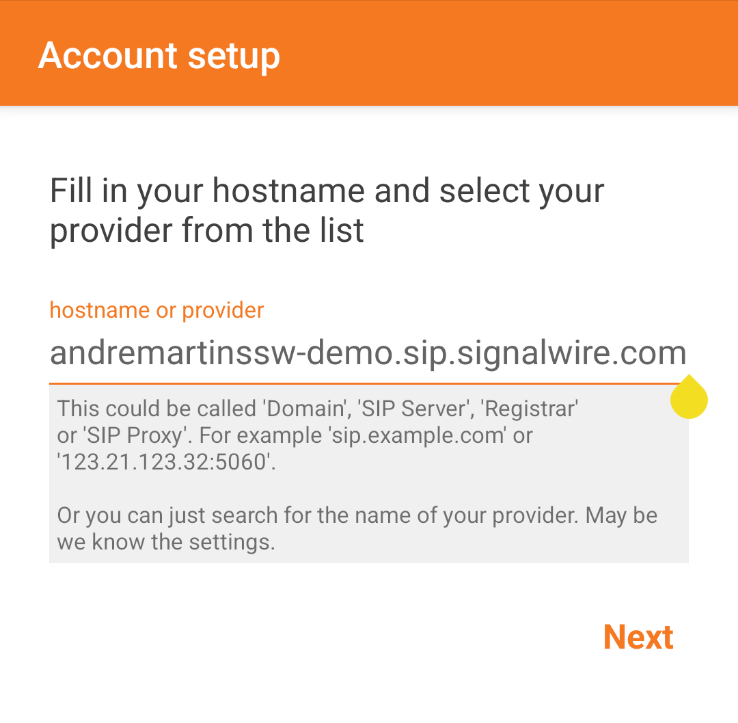 Account setup
Fill in your hostname and select your
provider from the list
hostname or provider
andremartinssw-demo.sip.signalwire.com
This could be called 'Domain', 'SIP Server', 'Registrar'
or 'SIP Proxy'. For example 'sip.example.com' or
'123.21.123.32:5060'.
Or you can just search for the name of your provider. May be
we know the settings.
Next